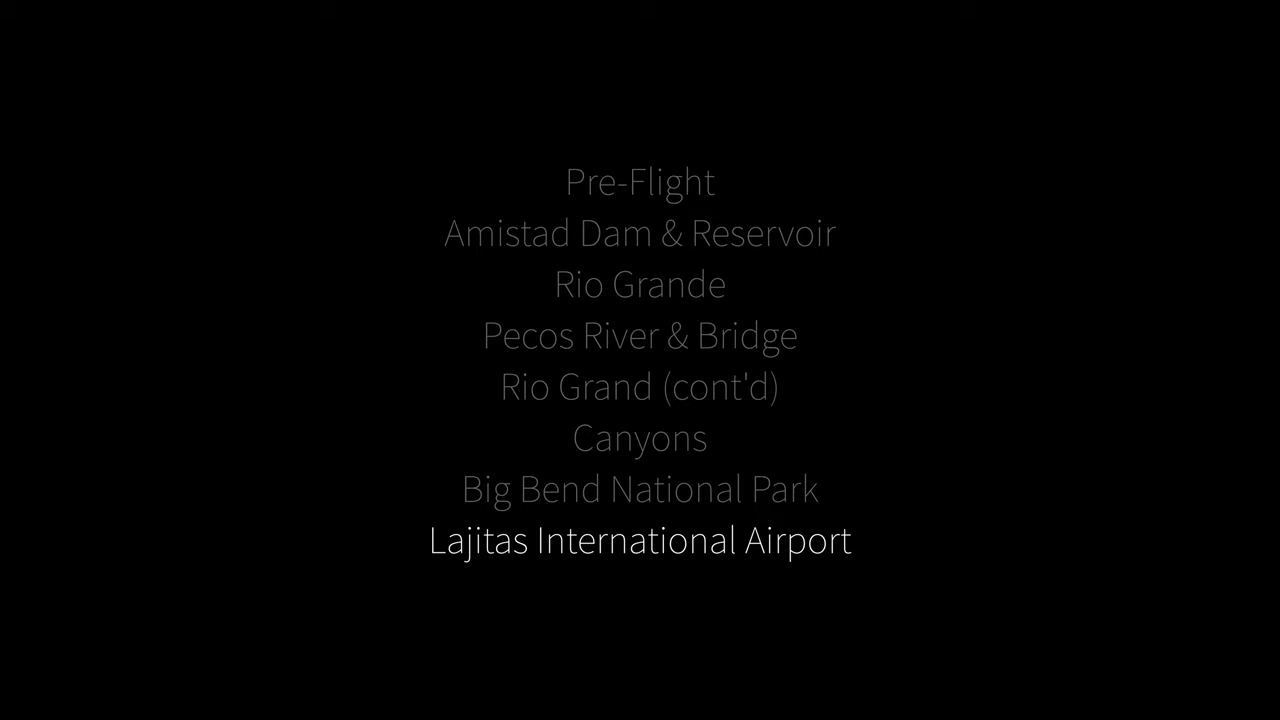 Pre-Flight
Amistad Dam & Reservoir
Rio Grande
Pecos River & Bridge
Rio Grand (cont'd)
Canyons
Big Bend National Park
Lajitas International Airport